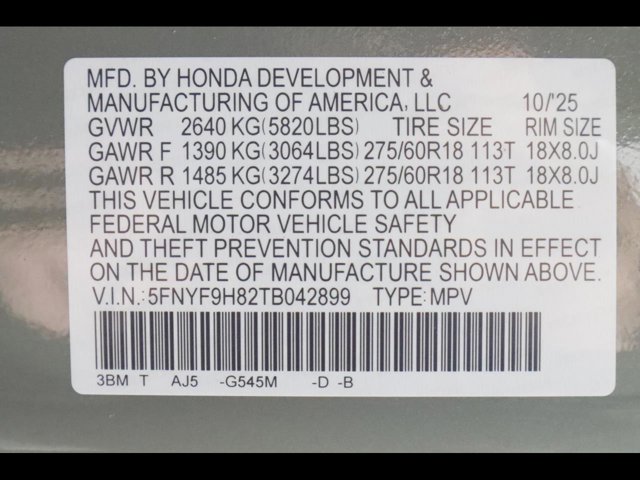 MFD. BY HONDA DEVELOPMENT &
MANUFACTURING OF AMERICA, LLC 10/'25
GVWR 2640 KG(5820LBS) TIRE SIZE RIM SIZE
GAWR F 1390 KG(3064LBS) 275/60R18 113T 18X8.0J
GAWR R 1485 KG(3274LBS) 275/60R18 113T 18X8.0J
THIS VEHICLE CONFORMS TO ALL APPLICABLE
FEDERAL MOTOR VEHICLE SAFETY
AND THEFT PREVENTION STANDARDS IN EFFECT
ON THE DATE OF MANUFACTURE SHOWN ABOVE.
V.I.N.:5FNYF9H82TB042899 TYPE:MPV
3BM T AJ5 -G545M -D -B